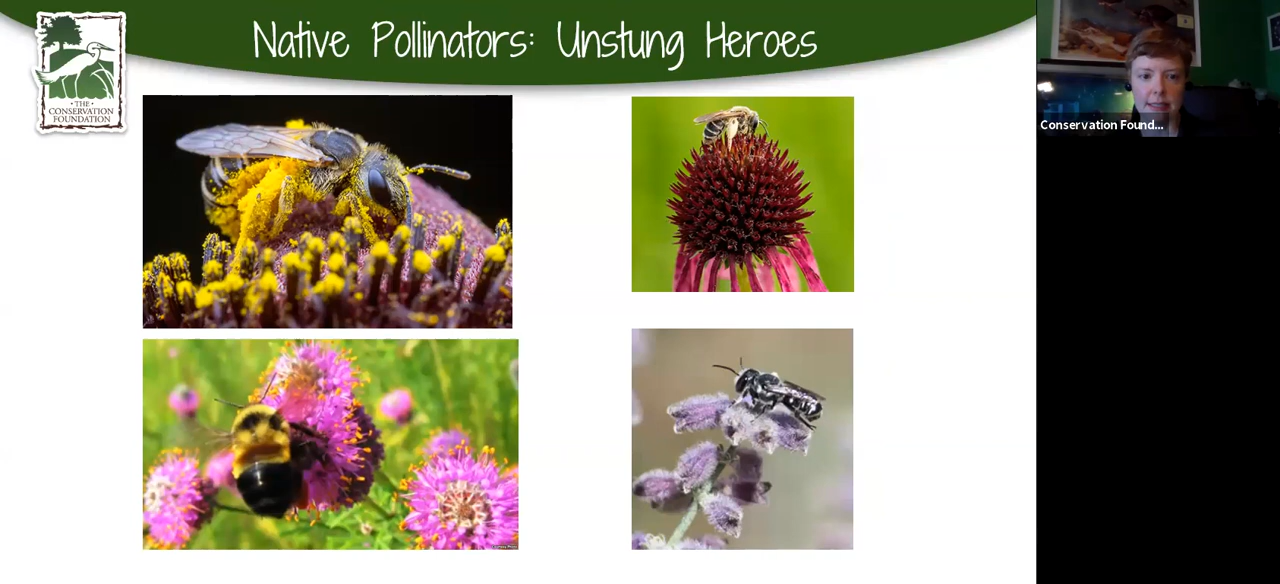 Native Pollinators: Unstung Heroes
· THE ·
CONSERVATION
FOUNDATION
Conservation Found...